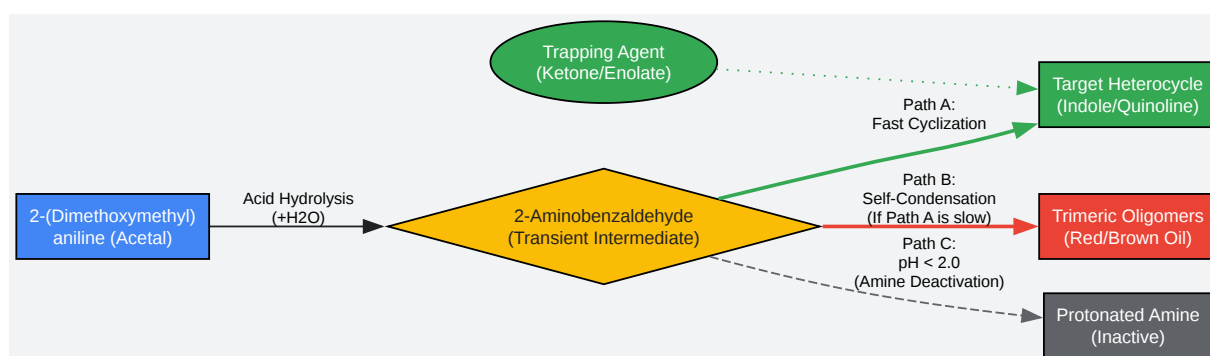 Trapping Agent
(Ketone/Enolate)
Target Heterocycle
(Indole/Quinoline)
Path A:
Fast Cyclization
2-(Dimethoxymethyl)
aniline (Acetal)
Acid Hydrolysis
(+H2O)
2-Aminobenzaldehyde
(Transient Intermediate)
Path B:
Self-Condensation
(If Path A is slow)
Trimeric Oligomers
(Red/Brown Oil)
Path C:
pH < 2.0
(Amine Deactivation)
Protonated Amine
(Inactive)